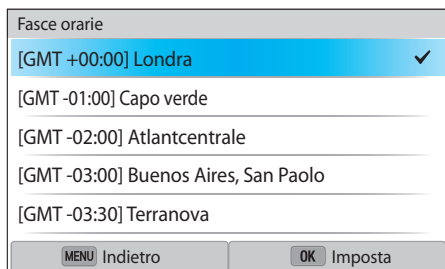 Fasce orarie
[GMT +00:00] Londra
[GMT -01:00] Capo verde
[GMT -02:00] Atlantcentrale
[GMT -03:00] Buenos Aires, San Paolo
[GMT -03:30] Terranova
MENU Indietro OK Imposta